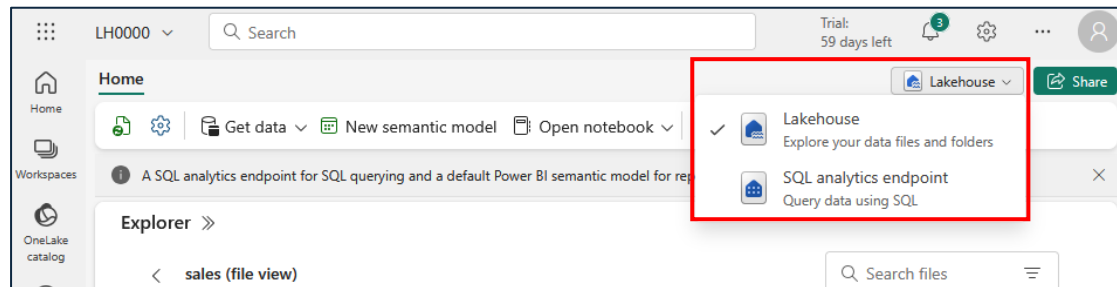 LH0000
Search
Trial:
59 days left
3
Home
Lakehouse
Share
Home
Get data
New semantic model
Open notebook
Lakehouse
Explore your data files and folders
Workspaces
A SQL analytics endpoint for SQL querying and a default Power BI semantic model for rep
SQL analytics endpoint
Query data using SQL
OneLake
catalog
Explorer
sales (file view)
Search files